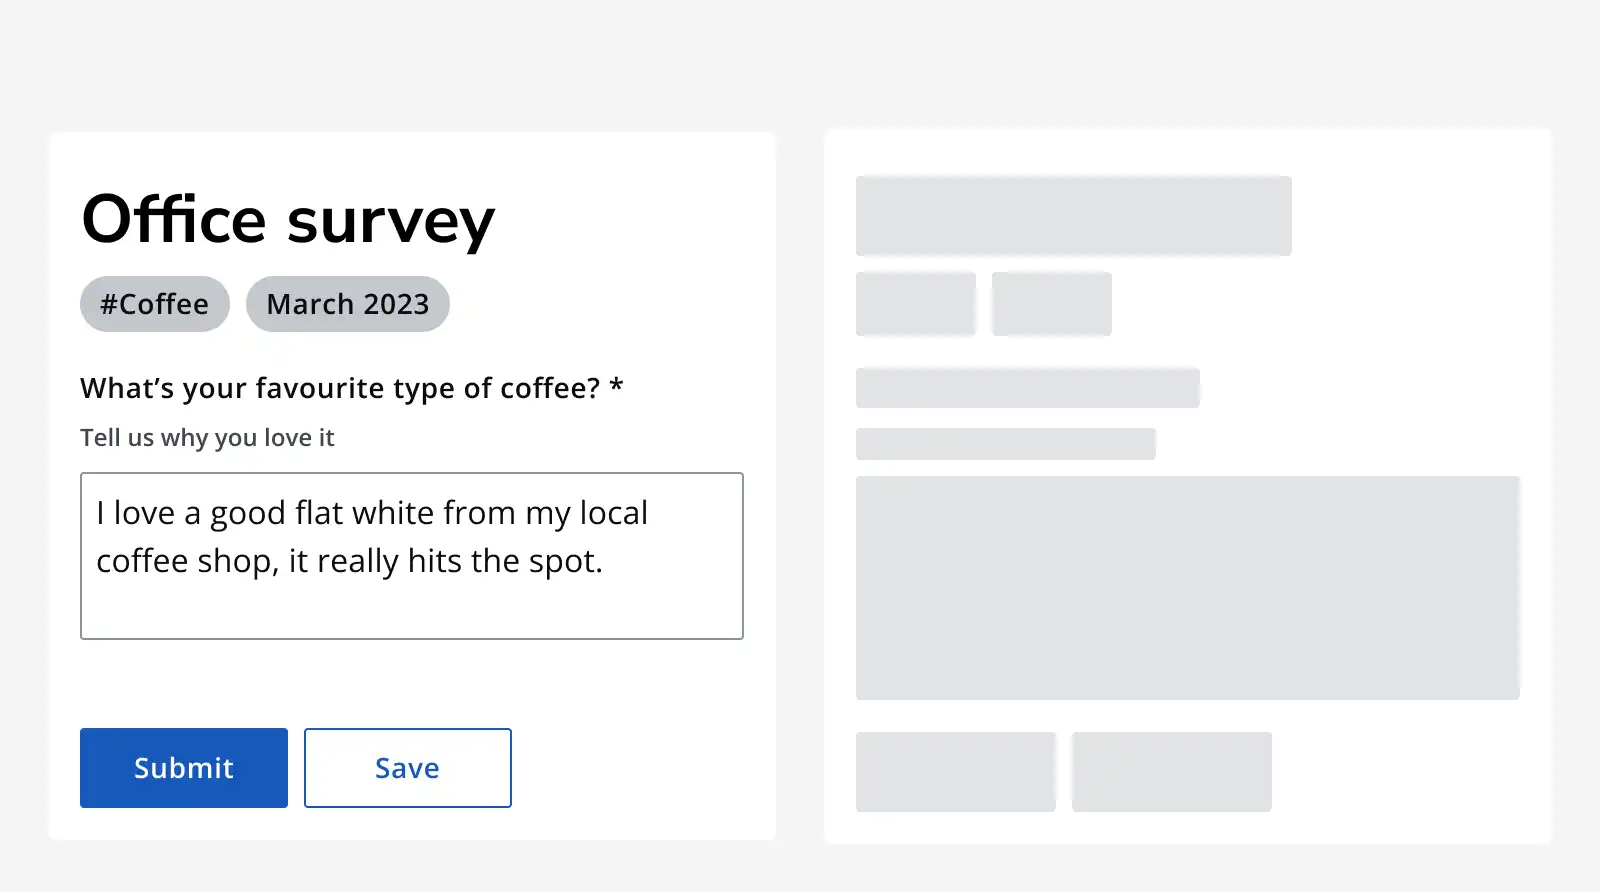 Office survey
#Coffee March 2023
What’s your favourite type of coffee? *
Tell us why you love it
I love a good flat white from my local
coffee shop, it really hits the spot.
Submit Save